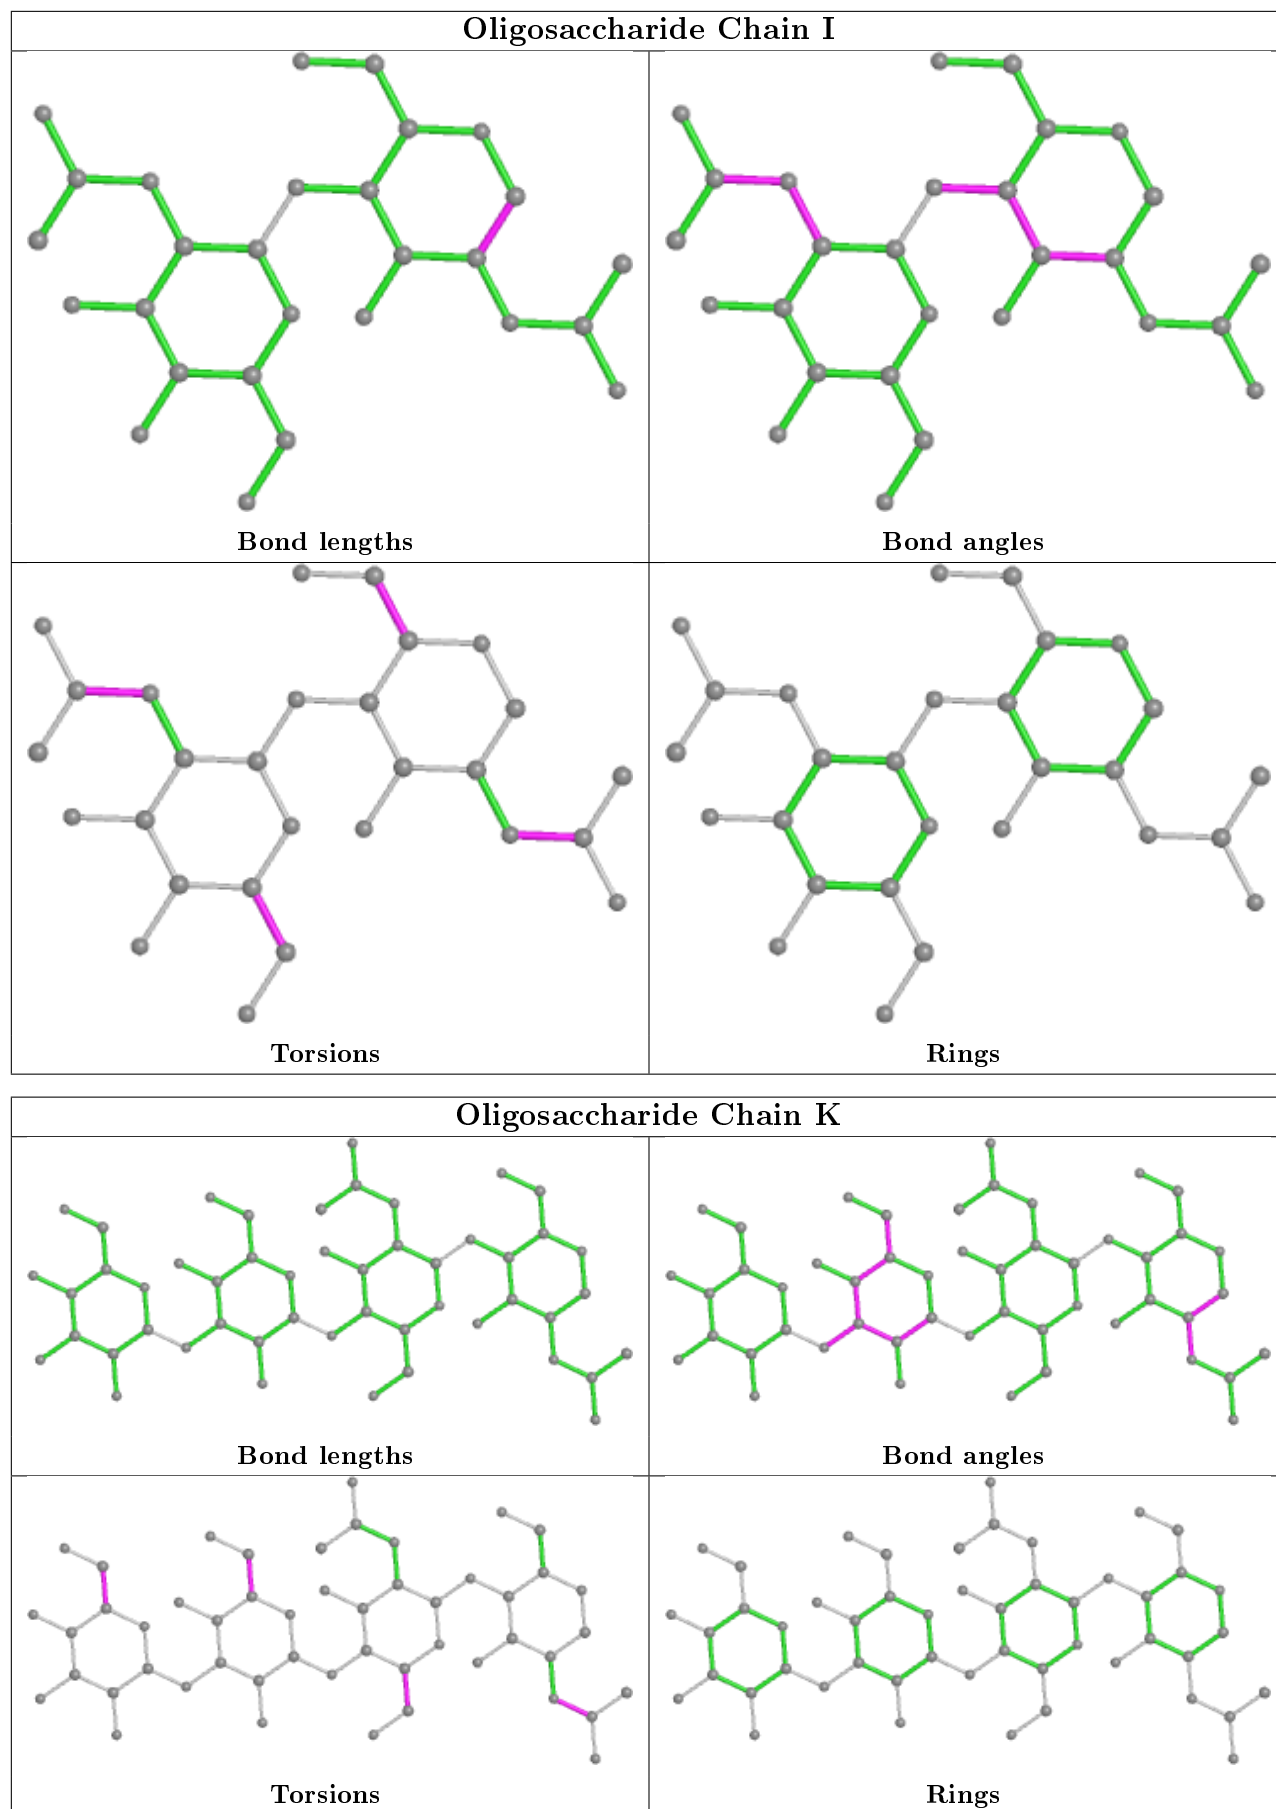 Oligosaccharide Chain I
Bond lengths
Bond angles
Torsions
Rings
Oligosaccharide Chain K
Bond lengths
Bond angles
Torsions
Rings